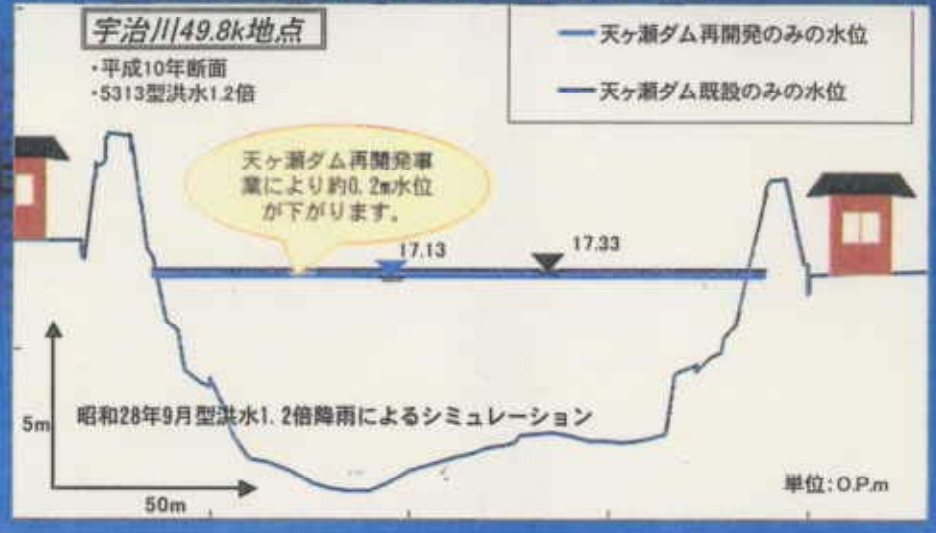 宇治川49.8k地点
・平成10年断面
・5313型洪水1.2倍
天ヶ瀬ダム再開発のみの水位
天ヶ瀬ダム既設のみの水位
天ヶ瀬ダム再開発事
業により約0.2m水位
が下がります。
17.13
17.33
5m
昭和28年9月型洪水1.2倍降雨によるシミュレーション
50m
単位:O.P.m